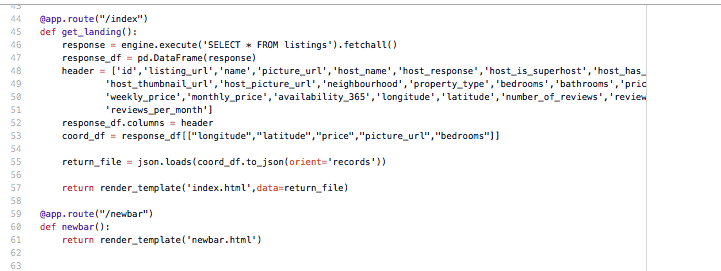 44 @app.route("/index")
45 def get_landing():
46 response = engine.execute('SELECT * FROM listings').fetchall()
47 response_df = pd.DataFrame(response)
48 header = ['id','listing_url','name','picture_url','host_name','host_response','host_is_superhost','host_has_
49 'host_thumbnail_url','host_picture_url','neighbourhood','property_type','bedrooms','bathrooms','pric
50 'weekly_price','monthly_price','availability_365','longitude','latitude','number_of_reviews','review
51 'reviews_per_month']
52 response_df.columns = header
53 coord_df = response_df[["longitude","latitude","price","picture_url","bedrooms"]]
54
55 return_file = json.loads(coord_df.to_json(orient='records'))
56
57 return render_template('index.html',data=return_file)
58
59 @app.route("/newbar")
60 def newbar():
61 return render_template('newbar.html')
62
63